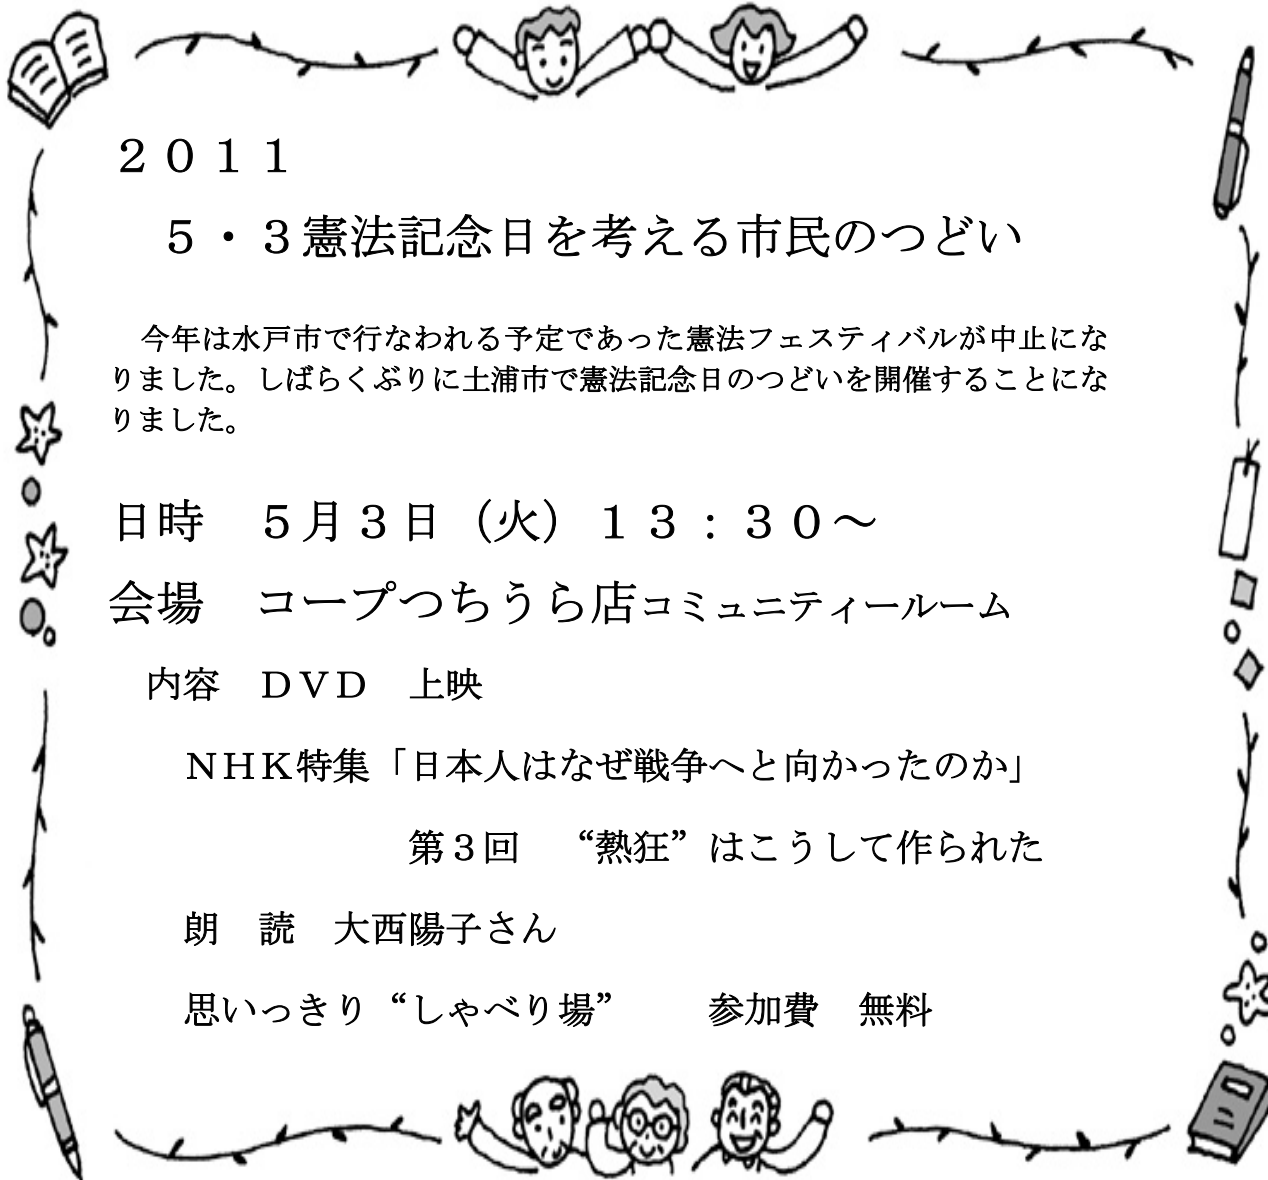 ２０１１
５・３憲法記念日を考える市民のつどい
今年は水戸市で行なわれる予定であった憲法フェスティバルが中止にな
りました。しばらくぶりに土浦市で憲法記念日のつどいを開催することにな
りました。
日時　５月３日（火）１３：３０～
会場　コープつちうら店コミュニティールーム
内容　ＤＶＤ　上映
ＮＨＫ特集「日本人はなぜ戦争へと向かったのか」
第３回　“熱狂”はこうして作られた
朗　読　大西陽子さん
思いっきり“しゃべり場”　　参加費　無料